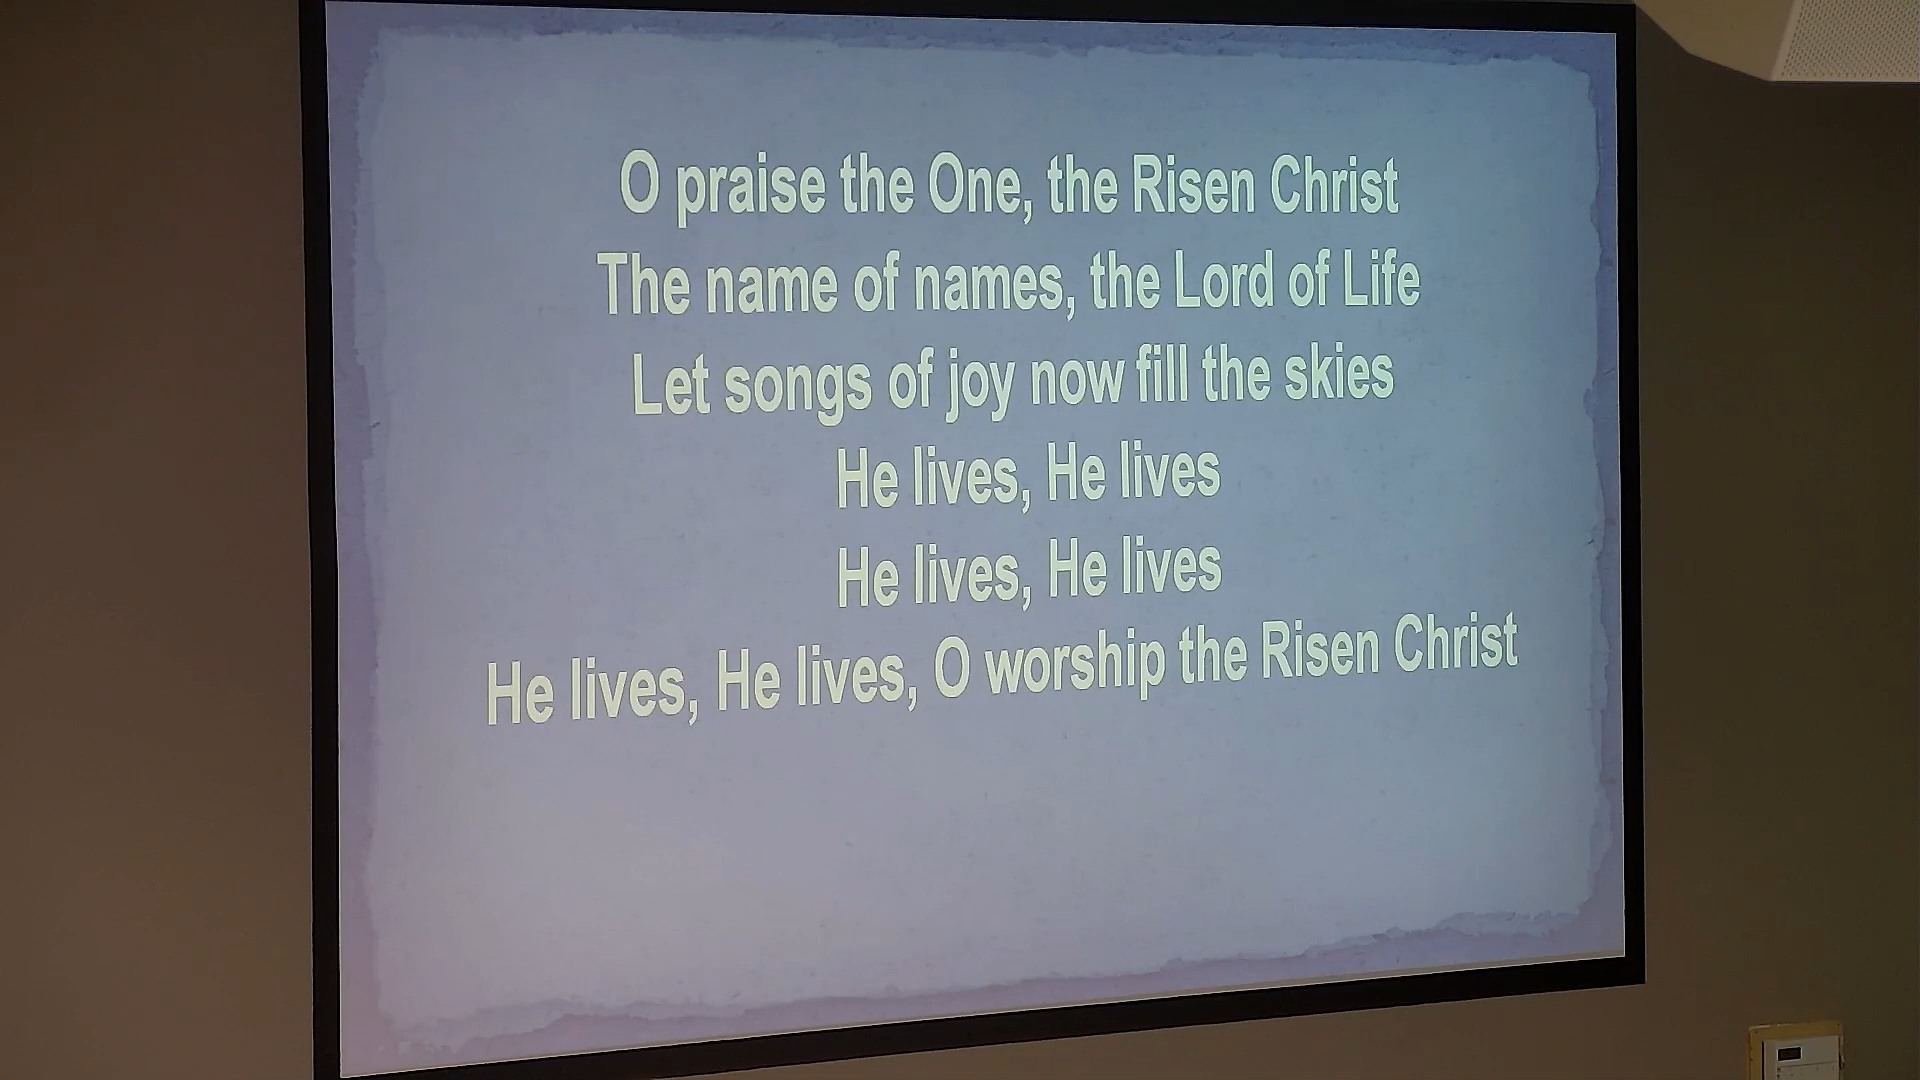 O praise the One, the Risen Christ
The name of names, the Lord of Life
Let songs of joy now fill the skies
He lives, He lives
He lives, He lives
He lives, He lives, O worship the Risen Christ